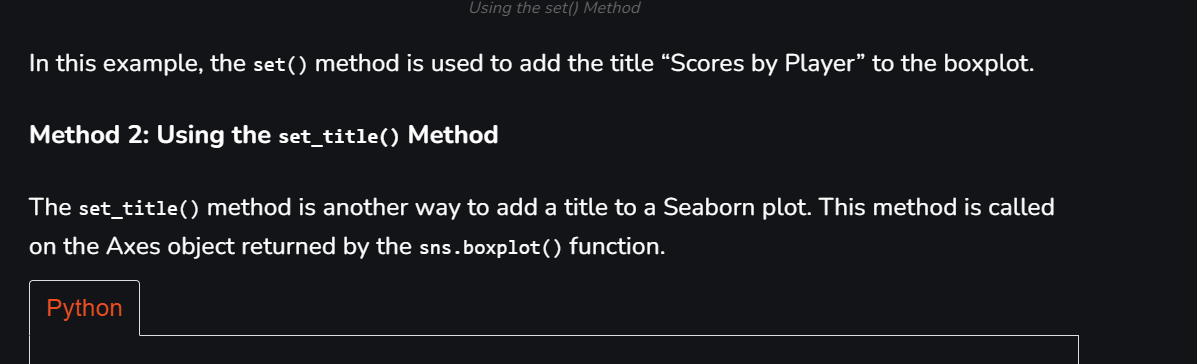 Using the set() Method
In this example, the set() method is used to add the title “Scores by Player” to the boxplot.
Method 2: Using the set_title() Method
The set_title() method is another way to add a title to a Seaborn plot. This method is called
on the Axes object returned by the sns.boxplot() function.
Python